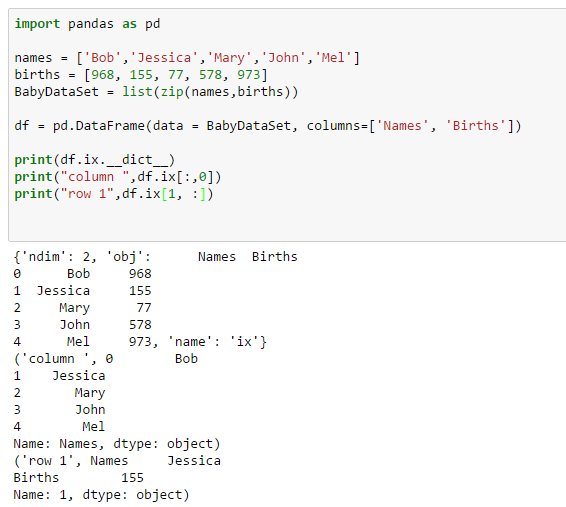 import pandas as pd
names = ['Bob','Jessica','Mary','John','Mel']
births = [968, 155, 77, 578, 973]
BabyDataSet = list(zip(names,births))
df = pd.DataFrame(data = BabyDataSet, columns=['Names', 'Births'])
print(df.ix.__dict__)
print("column ",df.ix[:,0])
print("row 1",df.ix[1, :])
{'ndim': 2, 'obj':      Names  Births
0      Bob     968
1  Jessica     155
2     Mary      77
3     John     578
4      Mel     973, 'name': 'ix'}
('column ', 0        Bob
1    Jessica
2       Mary
3       John
4        Mel
Name: Names, dtype: object)
('row 1', Names     Jessica
Births        155
Name: 1, dtype: object)